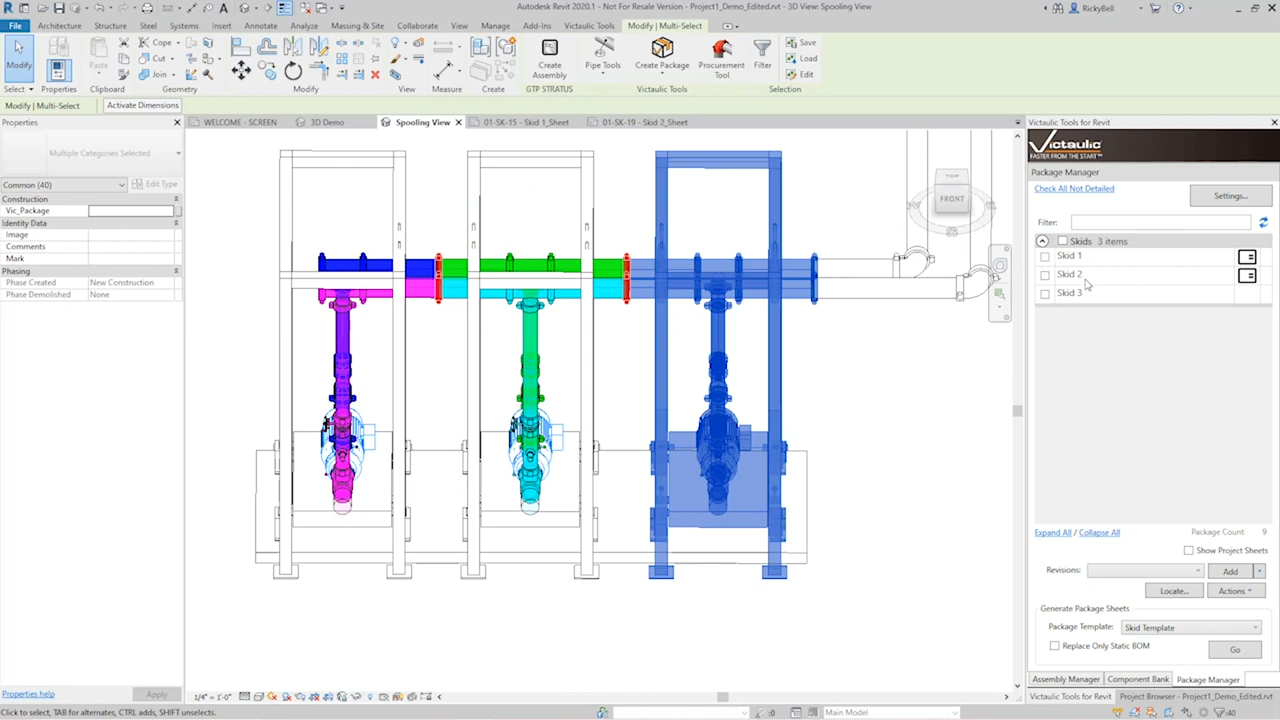 Autodesk Revit 2020.1 - Not For Resale Version - Project1_Demo_Edited.rvt - 3D View: Spooling View
RickyBell
File Architecture Structure Steel Precast Systems Insert Annotate Analyze Massing & Site Collaborate View Manage Add-Ins Victaulic Tools Modify | Multi-Select
Cope
Cut
Join
Save
Load
Edit
Modify
Paste
Create Assembly
Pipe Tools
Create Package
Procurement Tool
Filter
Select Properties Clipboard Geometry Modify View Measure Create GTP STRATUS Victaulic Tools Selection
Modify | Multi-Select
Activate Dimensions
Properties
WELCOME - SCREEN
3D Demo
Spooling View
01-SK-15 - Skid 1_Sheet
01-SK-19 - Skid 2_Sheet
Victaulic Tools for Revit
Multiple Categories Selected
Common (40)
Edit Type
Construction
Vic_Package
Identity Data
Image
Comments
Mark
Phasing
Phase Created New Construction
Phase Demolished None
TOP
FRONT
Victaulic
FASTER FROM THE START™
Package Manager
Check All Not Detailed
Settings...
Filter:
Skids 3 items
Skid 1
Skid 2
Skid 3
Expand All / Collapse All
Package Count: 9
Show Project Sheets
Revisions:
Add
Locate...
Actions
Generate Package Sheets
Package Template: Skid Template
Replace Only Static BOM
Go
Assembly Manager Component Bank Package Manager
Properties help
Apply
1/4" = 1'-0"
Victaulic Tools for Revit
Project Browser - Project1_Demo_Edited.rvt
Click to select, TAB for alternates, CTRL adds, SHIFT unselects.
:0
Main Model
:40